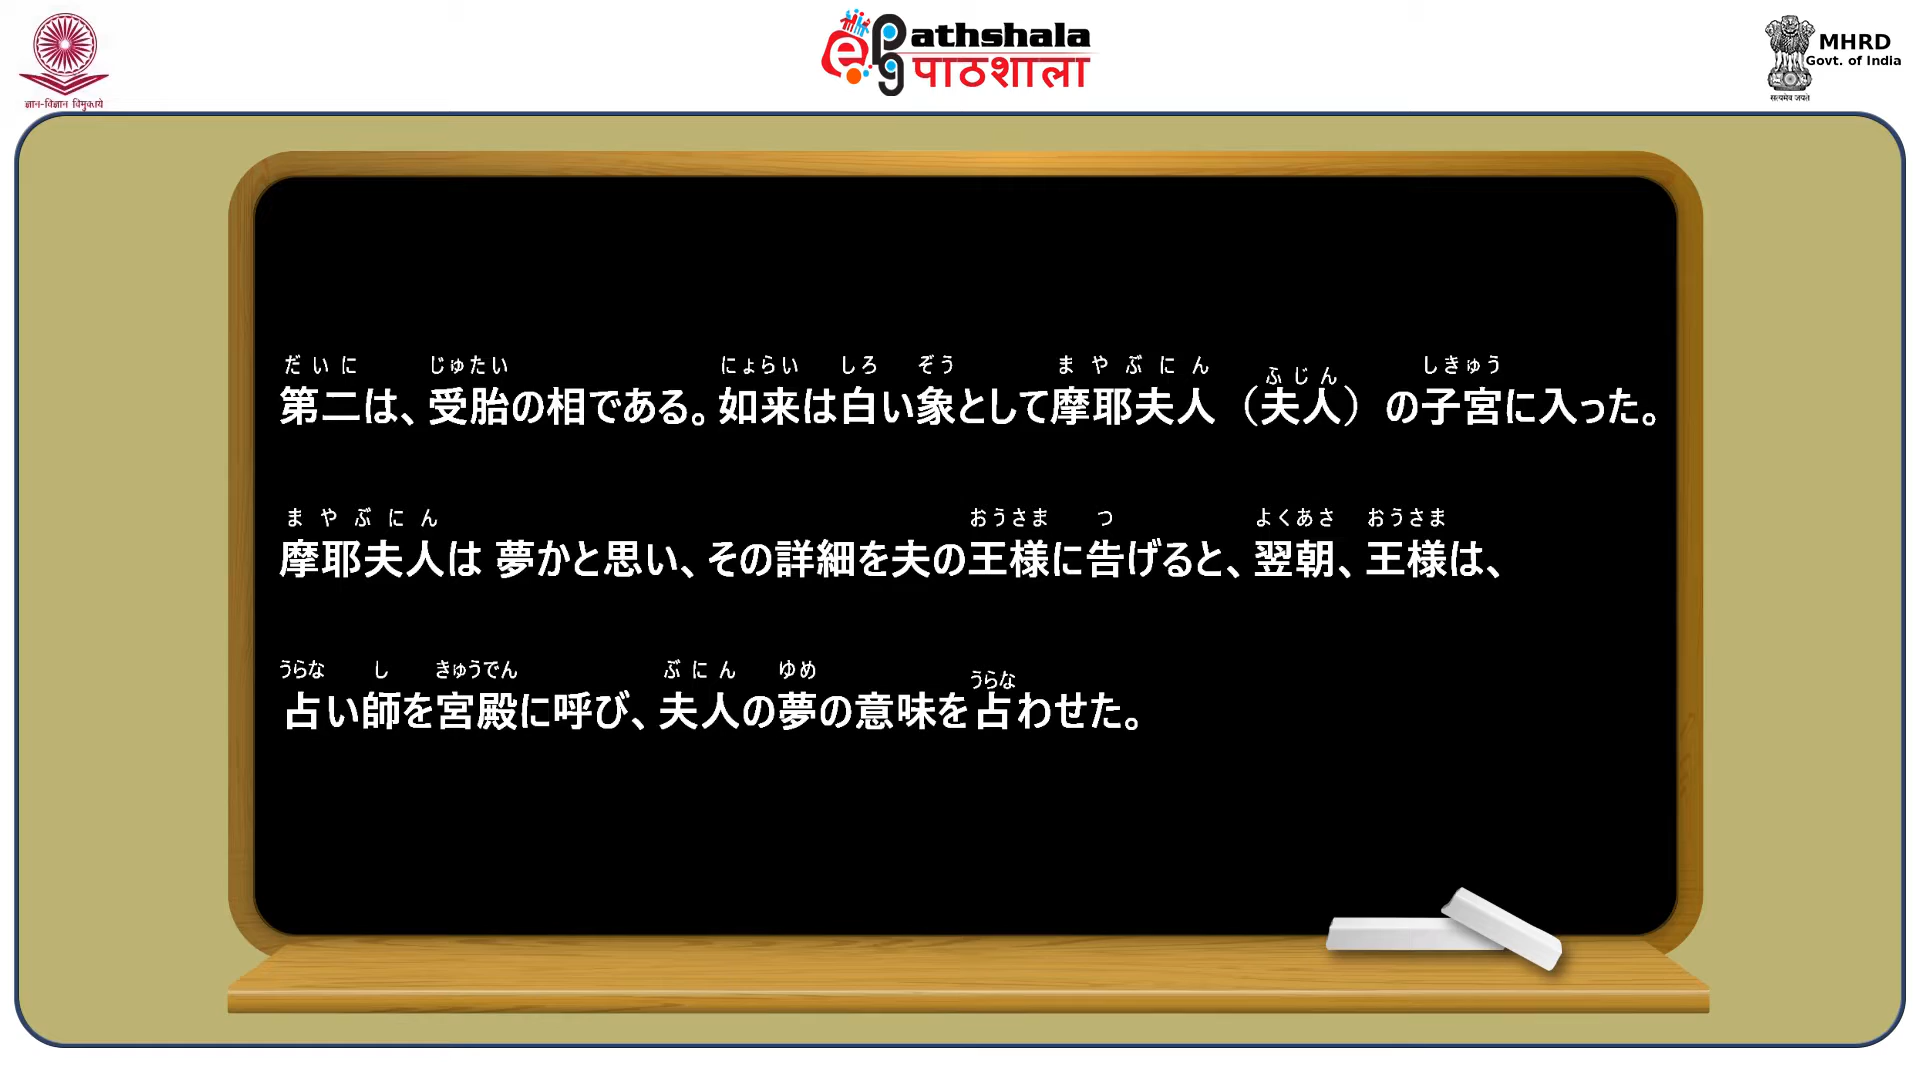 ज्ञान-विज्ञान विमुक्तये
ePathshala
पाठशाला
MHRD
Govt. of India
सत्यमेव जयते
だいに じゅたい にょらい しろ ぞう まやぶにん ふじん しきゅう
第二は、受胎の相である。如来は白い象として摩耶夫人（夫人）の子宮に入った。
まやぶにん おうさま つ よくあさ おうさま
摩耶夫人は 夢かと思い、その詳細を夫の王様に告げると、翌朝、王様は、
うらな し きゅうでん ぶにん ゆめ うらな
占い師を宮殿に呼び、夫人の夢の意味を占わせた。